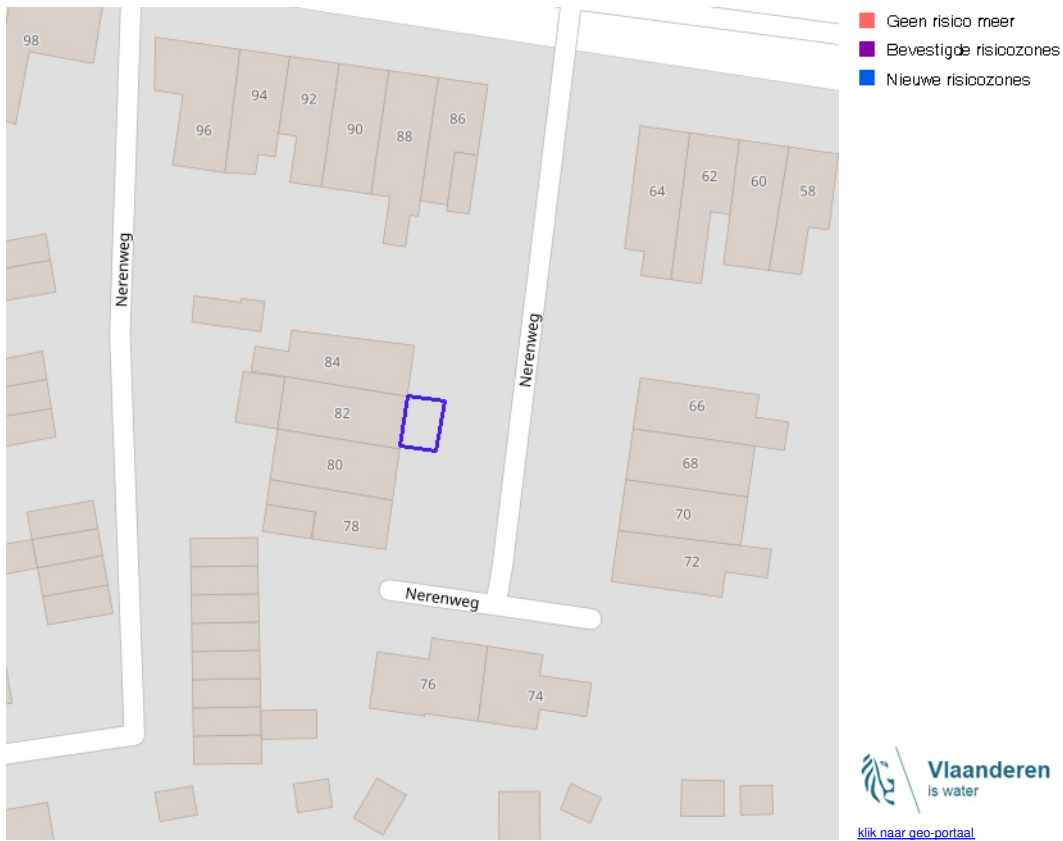 98
94
92
90
88
86
96
64
62
60
58
Nerenweg
Nerenweg
84
82
80
78
66
68
70
72
Nerenweg
76
74
Geen risico meer
Bevestigde risicozones
Nieuwe risicozones
Vlaanderen
is water
klik naar geo-portaal